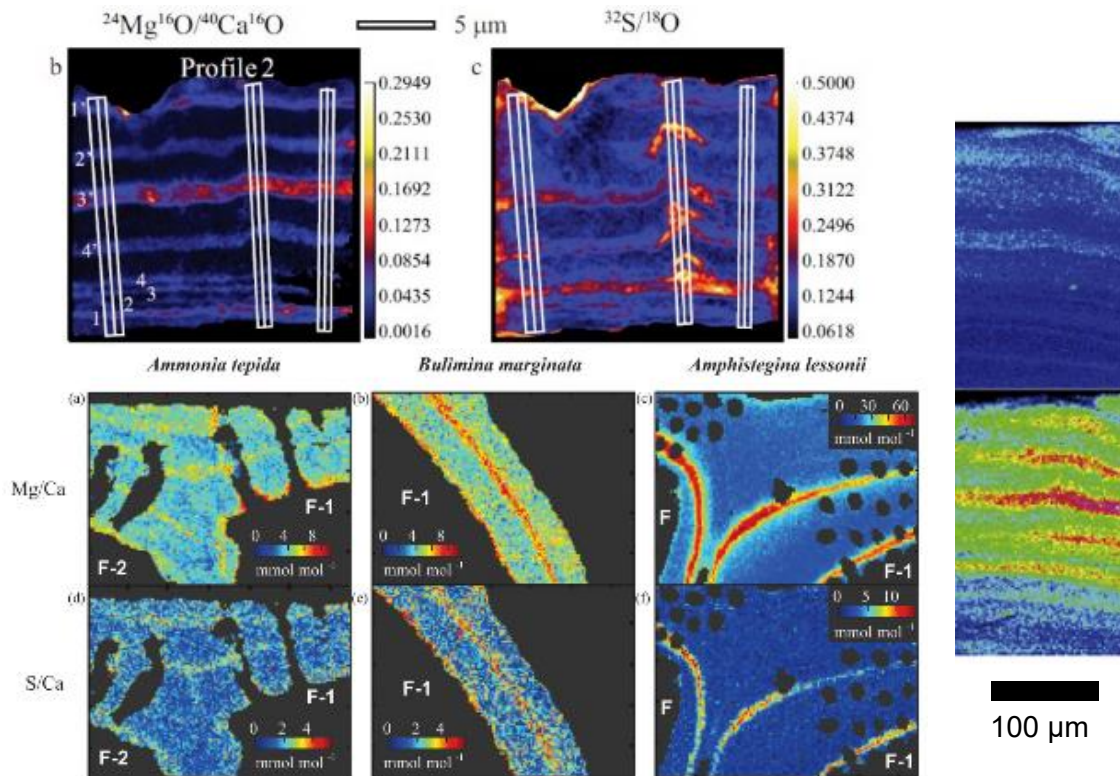 ²⁴Mg¹⁶O/⁴⁰Ca¹⁶O
5 μm
³²S/¹⁸O
b
Profile 2
1'
2'
3'
4'
4
3
2
1
0.2949
0.2530
0.2111
0.1692
0.1273
0.0854
0.0435
0.0016
c
0.5000
0.4374
0.3748
0.3122
0.2496
0.1870
0.1244
0.0618
Ammonia tepida
Bulimina marginata
Amphistegina lessonii
Mg/Ca
(a)
F-1
F-2
0 4 8
mmol mol⁻¹
(b)
F-1
0 4 8
mmol mol⁻¹
(c)
0 30 60
mmol mol⁻¹
F
F-1
S/Ca
(d)
F-1
F-2
0 2 4
mmol mol⁻¹
(e)
F-1
0 2 4
mmol mol⁻¹
(f)
0 5 10
mmol mol⁻¹
F
F-1
100 μm